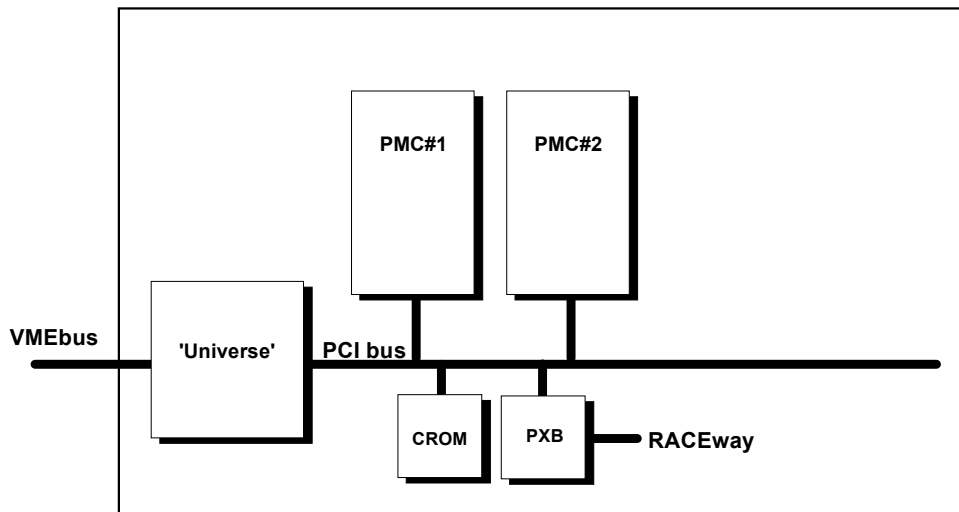 PMC#1
PMC#2
VMEbus
'Universe'
PCI bus
CROM
PXB
RACEway